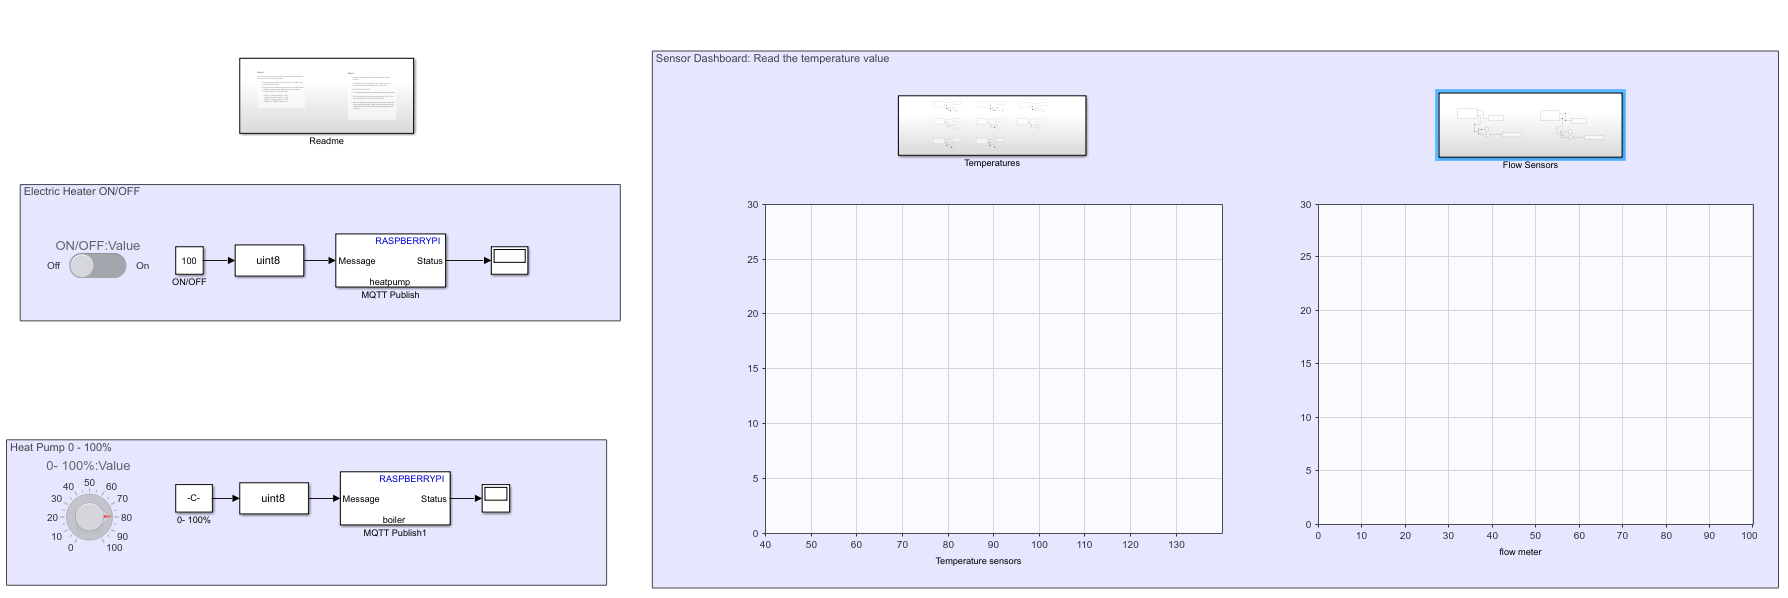 Readme
Electric Heater ON/OFF
ON/OFF:Value
Off
On
100
ON/OFF
uint8
RASPBERRYPI
Message
Status
heatpump
MQTT Publish
Heat Pump 0 - 100%
0- 100%:Value
0
10
20
30
40
50
60
70
80
90
100
-C-
0- 100%
uint8
RASPBERRYPI
Message
Status
boiler
MQTT Publish1
Sensor Dashboard: Read the temperature value
Temperatures
Flow Sensors
30
25
20
15
10
5
0
40 50 60 70 80 90 100 110 120 130
Temperature sensors
30
25
20
15
10
5
0
0 10 20 30 40 50 60 70 80 90 100
flow meter